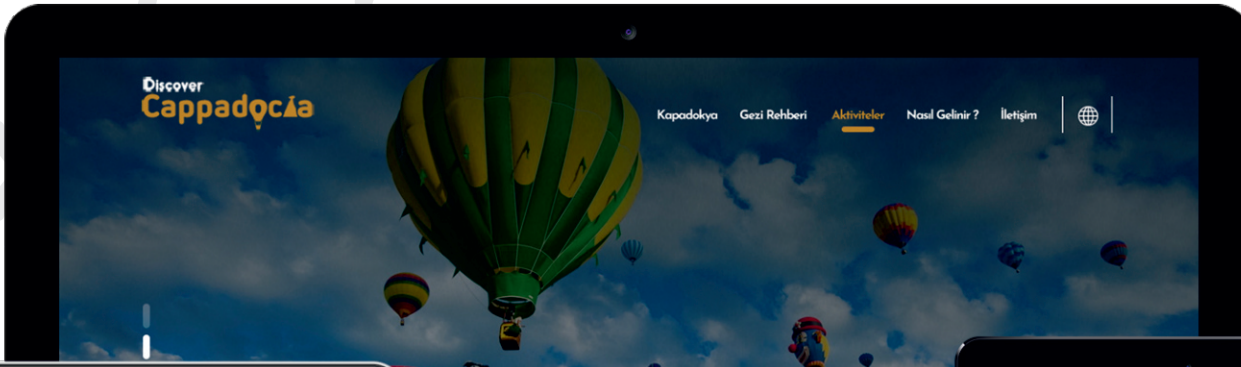 Discover
Cappadocia
Kapadokya Gezi Rehberi Aktiviteler Nasıl Gelinir ? İletişim